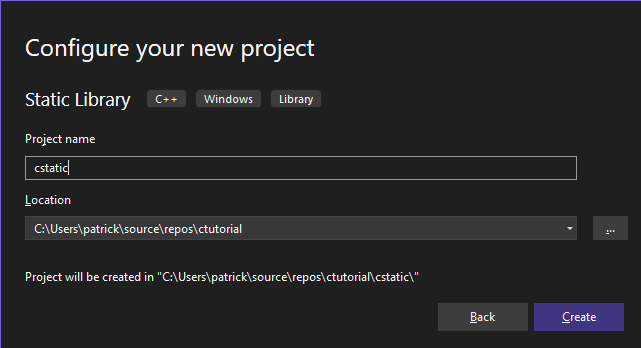 Configure your new project
Static Library C++ Windows Library
Project name
cstatic
Location
C:\Users\patrick\source\repos\ctutorial ...
Project will be created in "C:\Users\patrick\source\repos\ctutorial\cstatic\"
Back Create